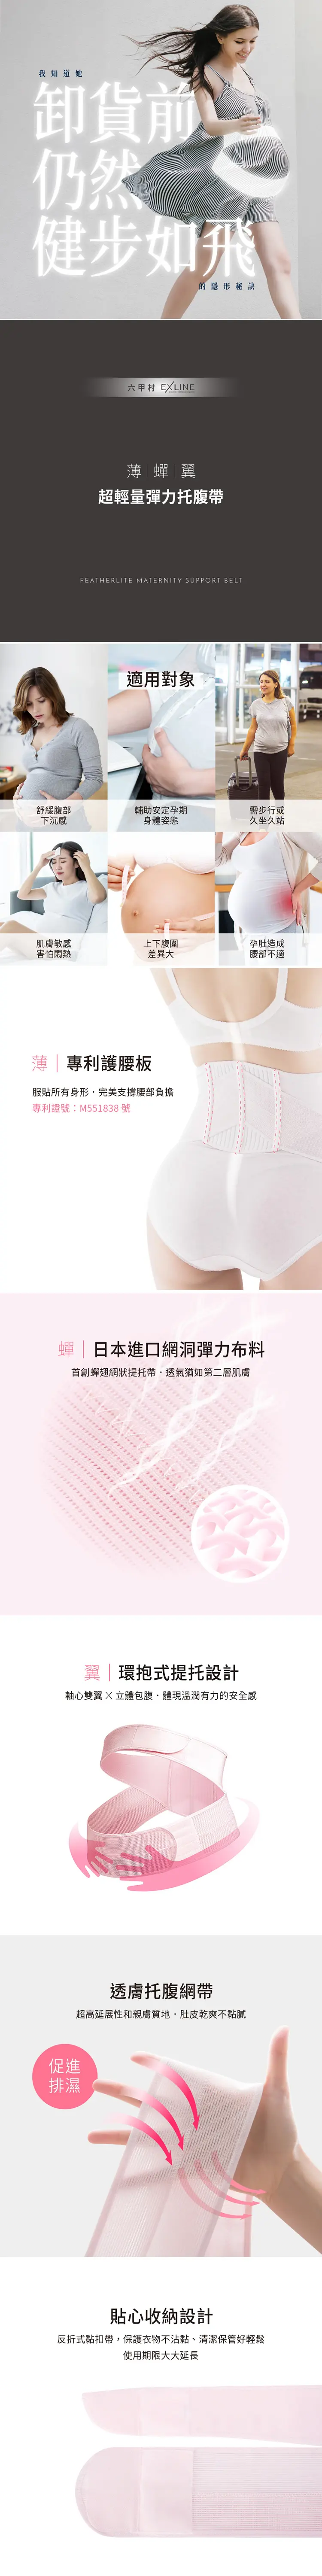 我知道她
卸貨前
仍然
健步如飛
的隱形秘訣
六甲村 EXLINE
薄｜蟬｜翼
超輕量彈力托腹帶
FEATHERLITE MATERNITY SUPPORT BELT
適用對象
舒緩腹部
下沉感
輔助安定孕期
身體姿態
需步行或
久坐久站
肌膚敏感
害怕悶熱
上下腹圍
差異大
孕肚造成
腰部不適
薄｜專利護腰板
服貼所有身形・完美支撐腰部負擔
專利證號：M551838 號
蟬｜日本進口網洞彈力布料
首創蟬翅網狀提托帶・透氣猶如第二層肌膚
翼｜環抱式提托設計
軸心雙翼 X 立體包腹・體現溫潤有力的安全感
透膚托腹網帶
超高延展性和親膚質地・肚皮乾爽不黏膩
促進
排濕
貼心收納設計
反折式黏扣帶，保護衣物不沾黏、清潔保管好輕鬆
使用期限大大延長